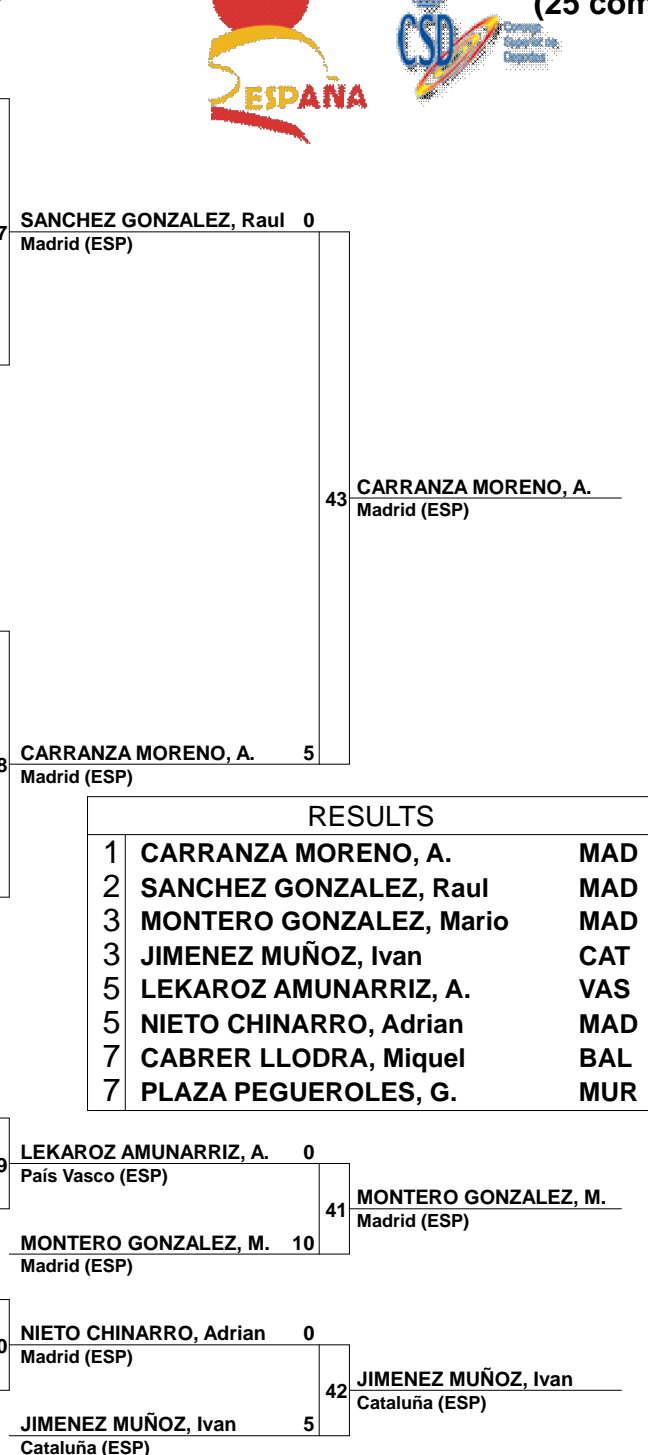 (25 com
ESPAÑA
CSD
Consejo
Superior de
Deportes
7
SANCHEZ GONZALEZ, Raul 0
Madrid (ESP)
43
CARRANZA MORENO, A.
Madrid (ESP)
8
CARRANZA MORENO, A. 5
Madrid (ESP)
RESULTS
1 CARRANZA MORENO, A. MAD
2 SANCHEZ GONZALEZ, Raul MAD
3 MONTERO GONZALEZ, Mario MAD
3 JIMENEZ MUÑOZ, Ivan CAT
5 LEKAROZ AMUNARRIZ, A. VAS
5 NIETO CHINARRO, Adrian MAD
7 CABRER LLODRA, Miquel BAL
7 PLAZA PEGUEROLES, G. MUR
9
LEKAROZ AMUNARRIZ, A. 0
País Vasco (ESP)
41
MONTERO GONZALEZ, M.
Madrid (ESP)
MONTERO GONZALEZ, M. 10
Madrid (ESP)
0
NIETO CHINARRO, Adrian 0
Madrid (ESP)
42
JIMENEZ MUÑOZ, Ivan
Cataluña (ESP)
JIMENEZ MUÑOZ, Ivan 5
Cataluña (ESP)